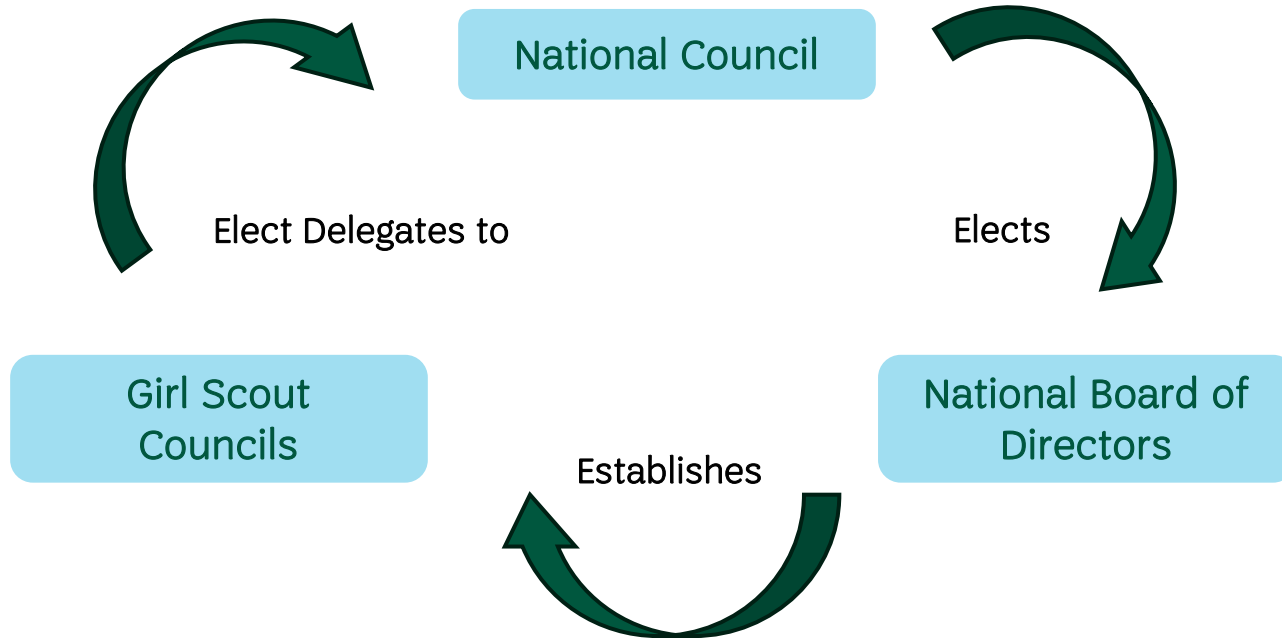 National Council
Elect Delegates to
Elects
Girl Scout
Councils
National Board of
Directors
Establishes